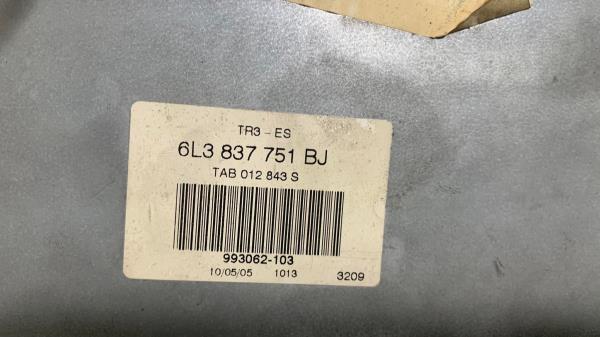 TR3-ES
6L3 837 751 BJ
TAB 012 843 S
993062-103
10/05/05 1013 3209